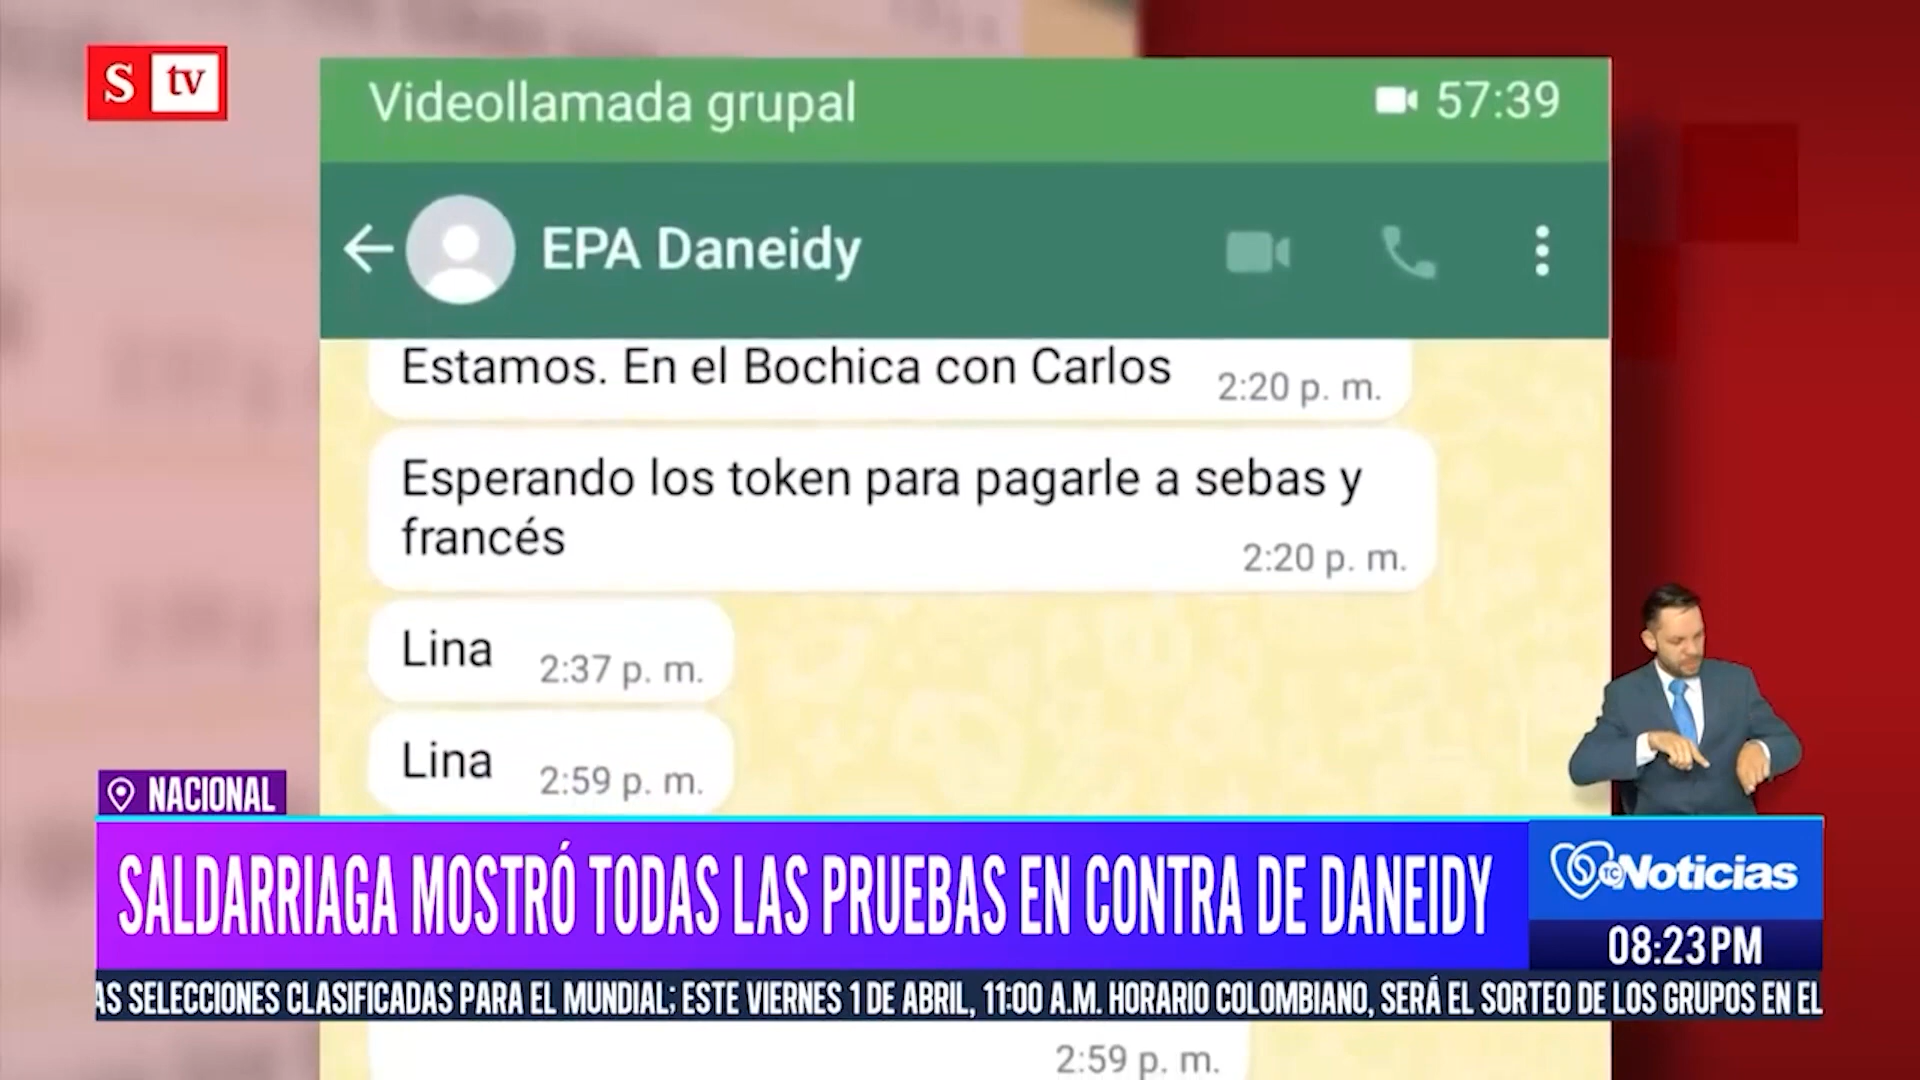 S tv
Videollamada grupal 57:39
EPA Daneidy
Estamos. En el Bochica con Carlos 2:20 p. m.
Esperando los token para pagarle a sebas y
francés
2:20 p. m.
Lina 2:37 p. m.
Lina 2:59 p. m.
NACIONAL
SALDARRIAGA MOSTRÓ TODAS LAS PRUEBAS EN CONTRA DE DANEIDY
TC Noticias
08:23PM
AS SELECCIONES CLASIFICADAS PARA EL MUNDIAL; ESTE VIERNES 1 DE ABRIL, 11:00 A.M. HORARIO COLOMBIANO, SERÁ EL SORTEO DE LOS GRUPOS EN EL
2:59 p. m.